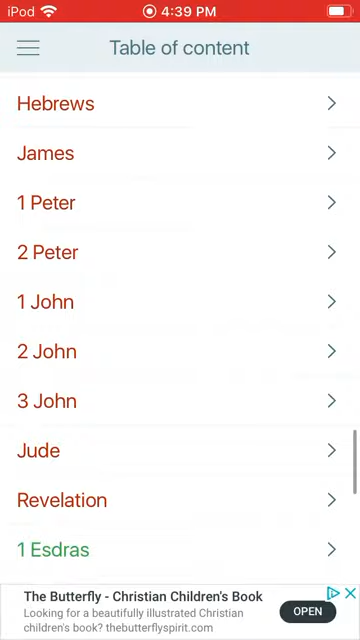 iPod 4:39 PM
Table of content
Hebrews
James
1 Peter
2 Peter
1 John
2 John
3 John
Jude
Revelation
1 Esdras
The Butterfly - Christian Children's Book
Looking for a beautifully illustrated Christian
children's book? thebutterflyspirit.com
OPEN